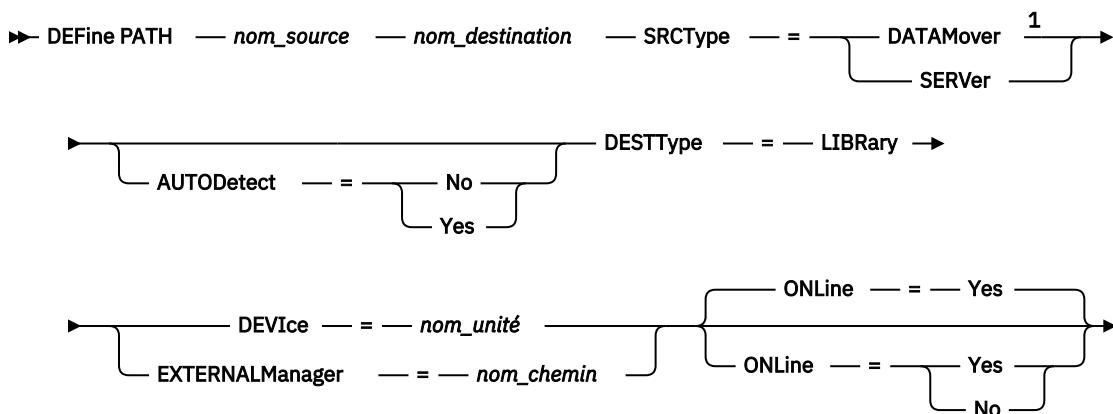 DEFine PATH — nom_source — nom_destination — SRCType — = — DATAMover 1
SERVer
AUTODetect — = — No
Yes
DESTType — = — LIBRary
DEVIce — = — nom_unité
EXTERNALManager — = — nom_chemin
ONLine — = — Yes
ONLine — = — Yes
No